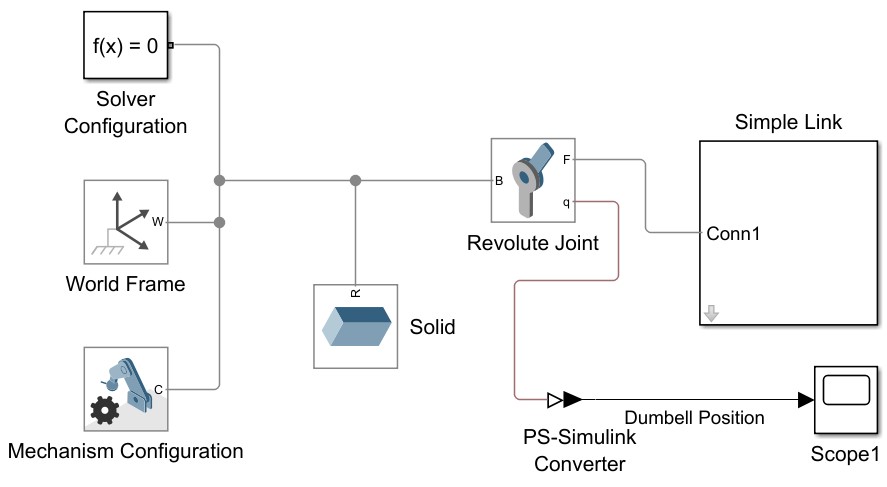 f(x) = 0
Solver
Configuration
Simple Link
B
F
q
W
Conn1
Revolute Joint
World Frame
R
Solid
C
Dumbell Position
PS-Simulink
Converter
Mechanism Configuration
Scope1